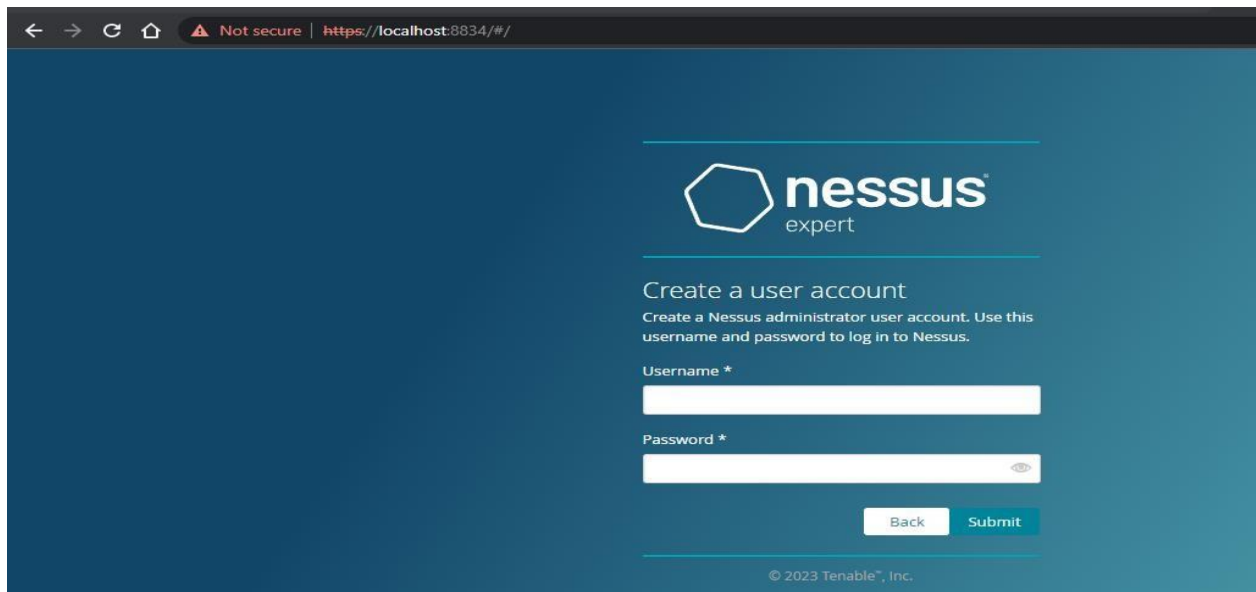 Not secure | https://localhost:8834/#/
nessus
expert
Create a user account
Create a Nessus administrator user account. Use this
username and password to log in to Nessus.
Username *
Password *
Back Submit
© 2023 Tenable™, Inc.